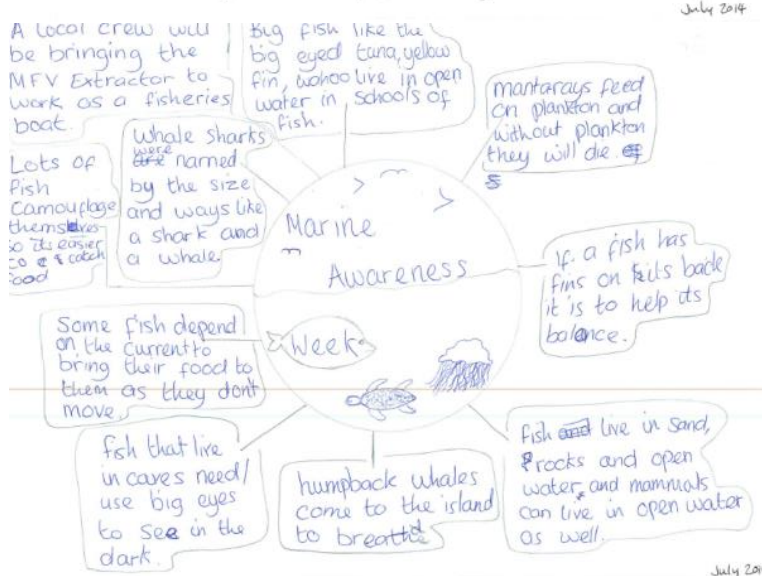 July 2014
A local crew will
be bringing the
MFV Extractor to
work as a fisheries
boat.
Big fish like the
big eyed tuna, yellow
fin, wahoo live in open
water in schools of
fish.
mantarays feed
on plankton and
without plankton
they will die.
Whale sharks
were named
by the size
and ways like
a shark and
a whale.
Lots of
fish
camouflage
themselves
so its easier
to catch
food
Marine
Awareness
Week
if a fish has
fins on its back
it is to help its
balance.
Some fish depend
on the current to
bring their food to
them as they dont
move.
fish that live
in caves need/
use big eyes
to see in the
dark.
humpback whales
come to the island
to breath
fish live in sand,
rocks and open
water, and mammals
can live in open water
as well.
July 201